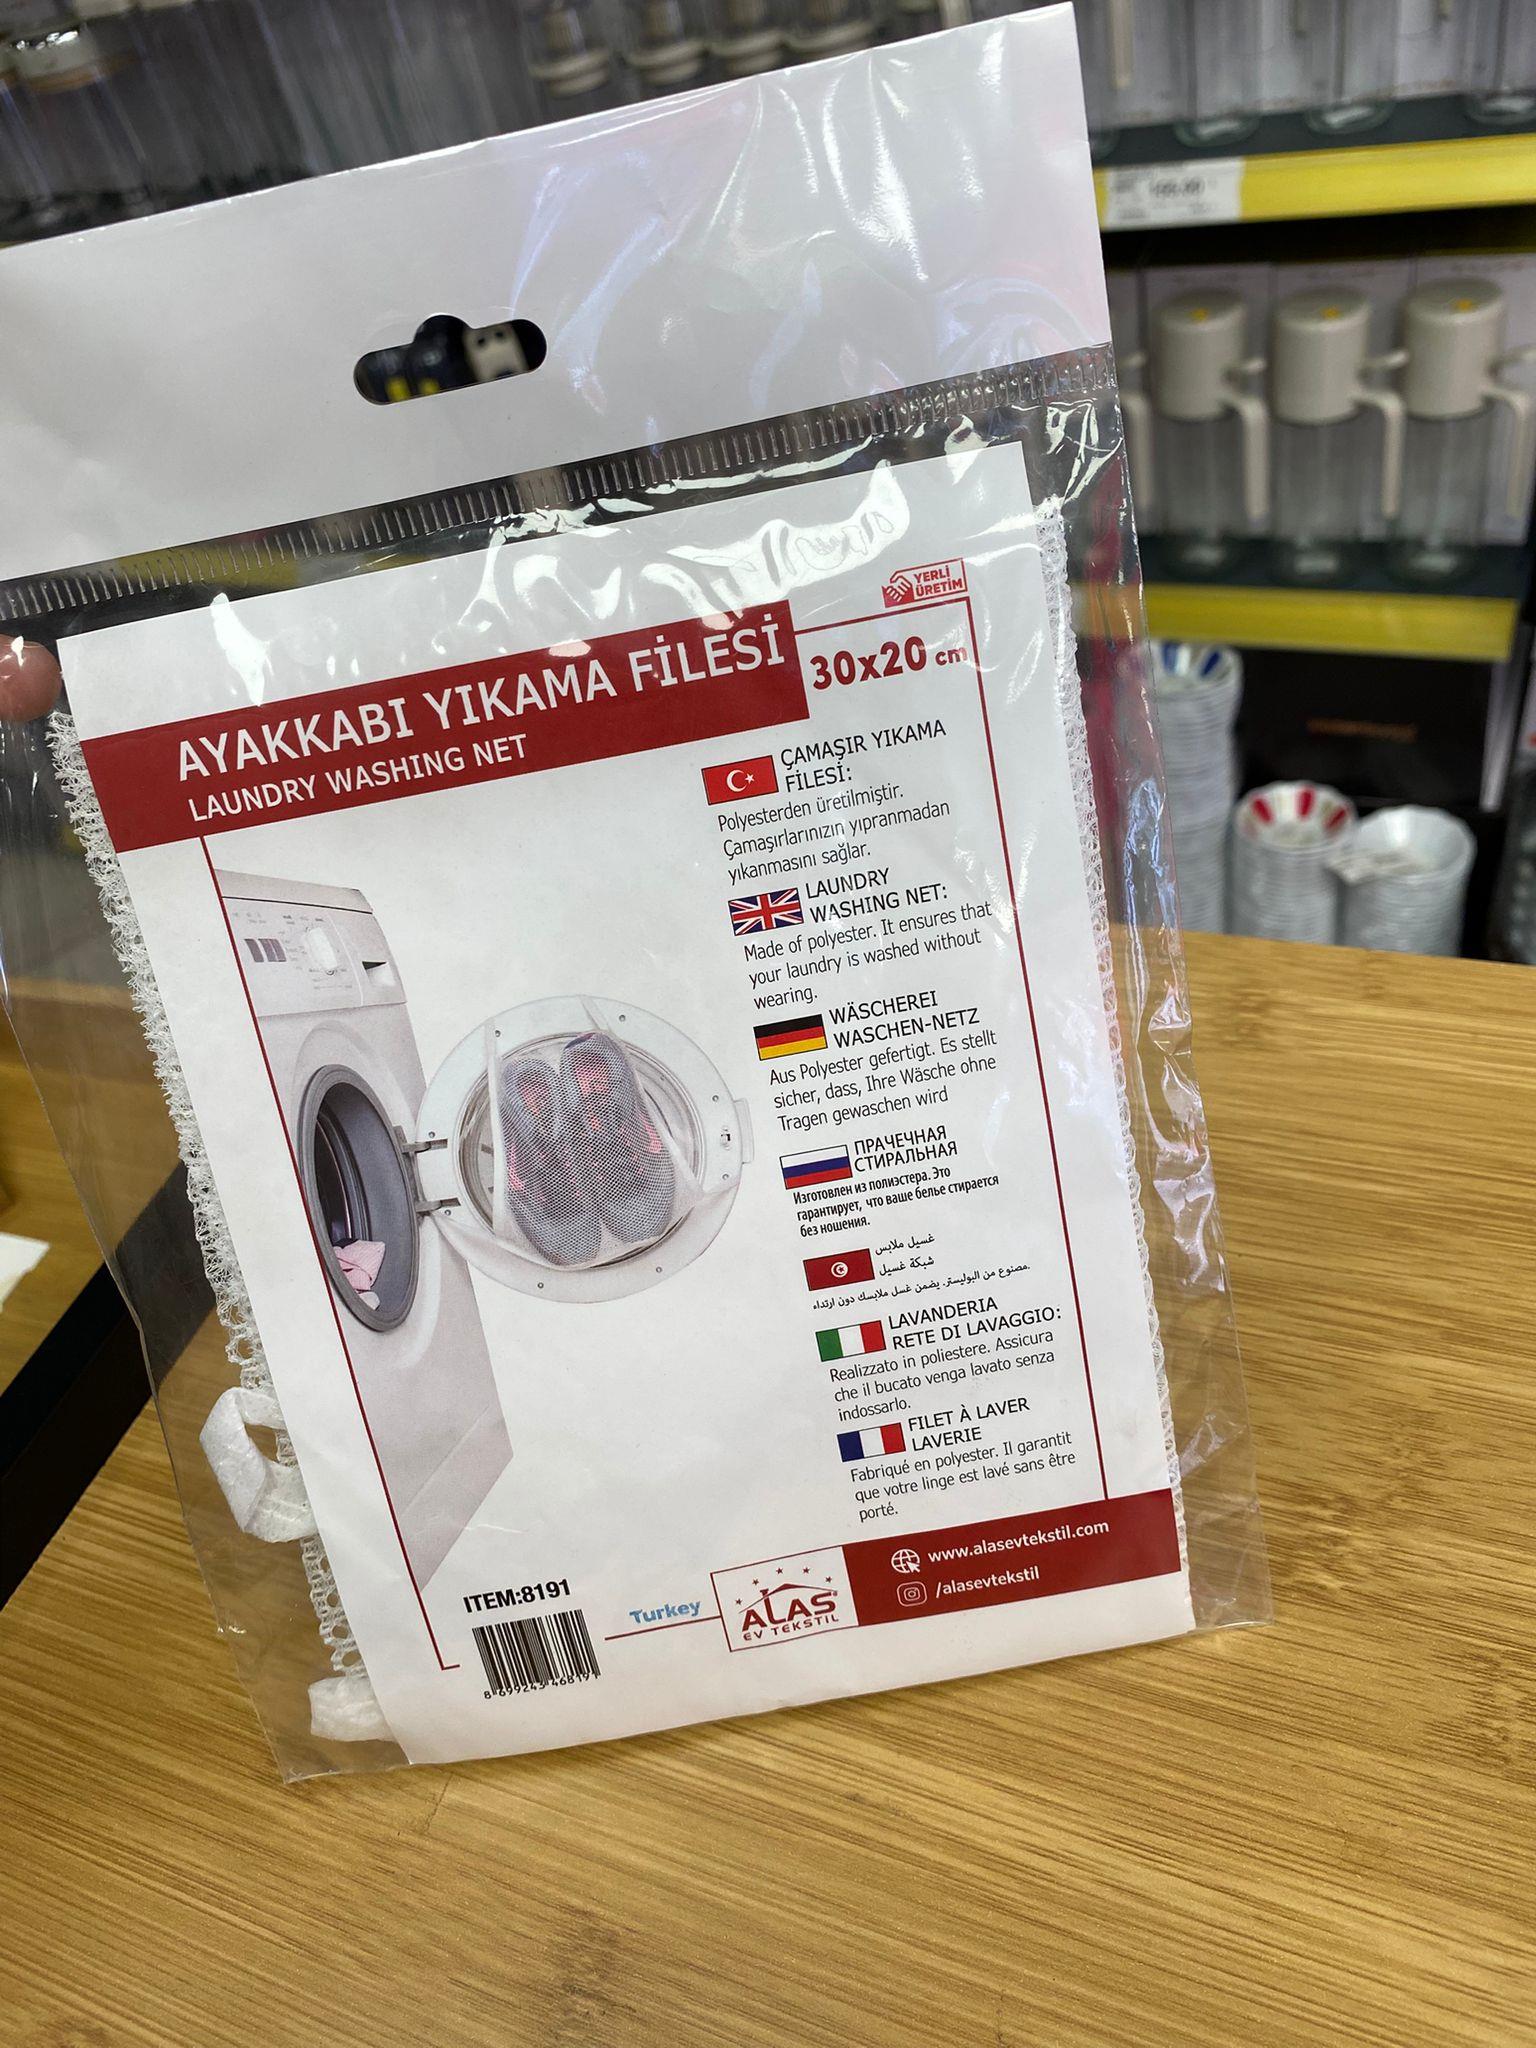 YERLİ
ÜRETİM
AYAKKABI YIKAMA FİLESİ
LAUNDRY WASHING NET
30x20 cm
ÇAMAŞIR YIKAMA
FİLESİ:
Polyesterden üretilmiştir.
Çamaşırlarınızın yıpranmadan
yıkanmasını sağlar.
LAUNDRY
WASHING NET:
Made of polyester. It ensures that
your laundry is washed without
wearing.
WÄSCHEREI
WASCHEN-NETZ
Aus Polyester gefertigt. Es stellt
sicher, dass, Ihre Wäsche ohne
Tragen gewaschen wird
ПРАЧЕЧНАЯ
СТИРАЛЬНАЯ
Изготовлен из полиэстера. Это
гарантирует, что ваше белье стирается
без ношения.
غسيل ملابس
شبكة غسيل
مصنوع من البوليستر. يضمن غسل ملابسك دون ارتداء.
LAVANDERIA
RETE DI LAVAGGIO:
Realizzato in poliestere. Assicura
che il bucato venga lavato senza
indossarlo.
FILET À LAVER
LAVERIE
Fabriqué en polyester. Il garantit
que votre linge est lavé sans être
porté.
ITEM:8191
8 699243 468191
Turkey
ALAS
EV TEKSTİL
www.alasevtekstil.com
/alasevtekstil